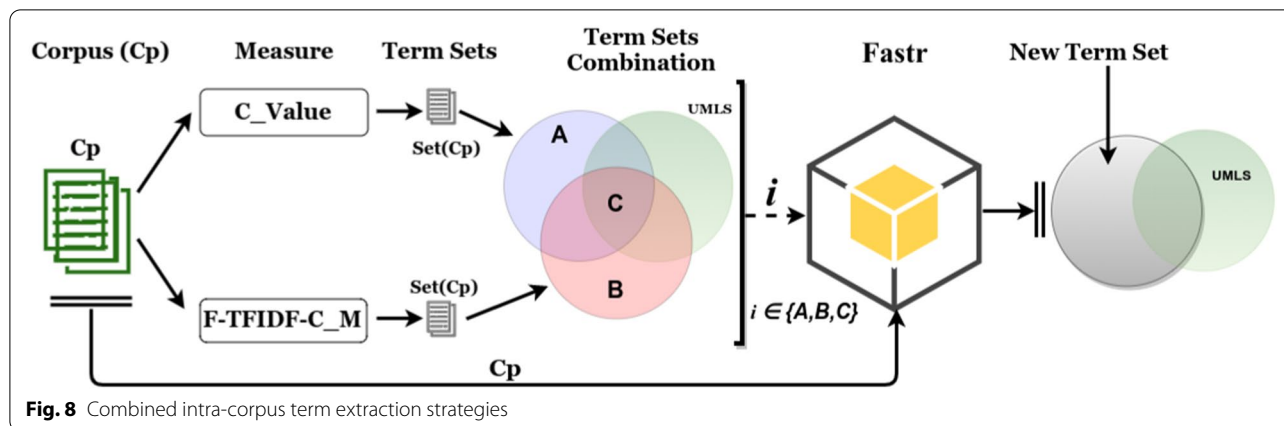 Corpus (Cp)
Measure
Term Sets
Term Sets
Combination
Fastr
New Term Set
C_Value
Set(Cp)
Cp
F-TFIDF-C_M
Set(Cp)
A
UMLS
C
B
i
i ∈ {A,B,C}
UMLS
Cp
Fig. 8 Combined intra-corpus term extraction strategies